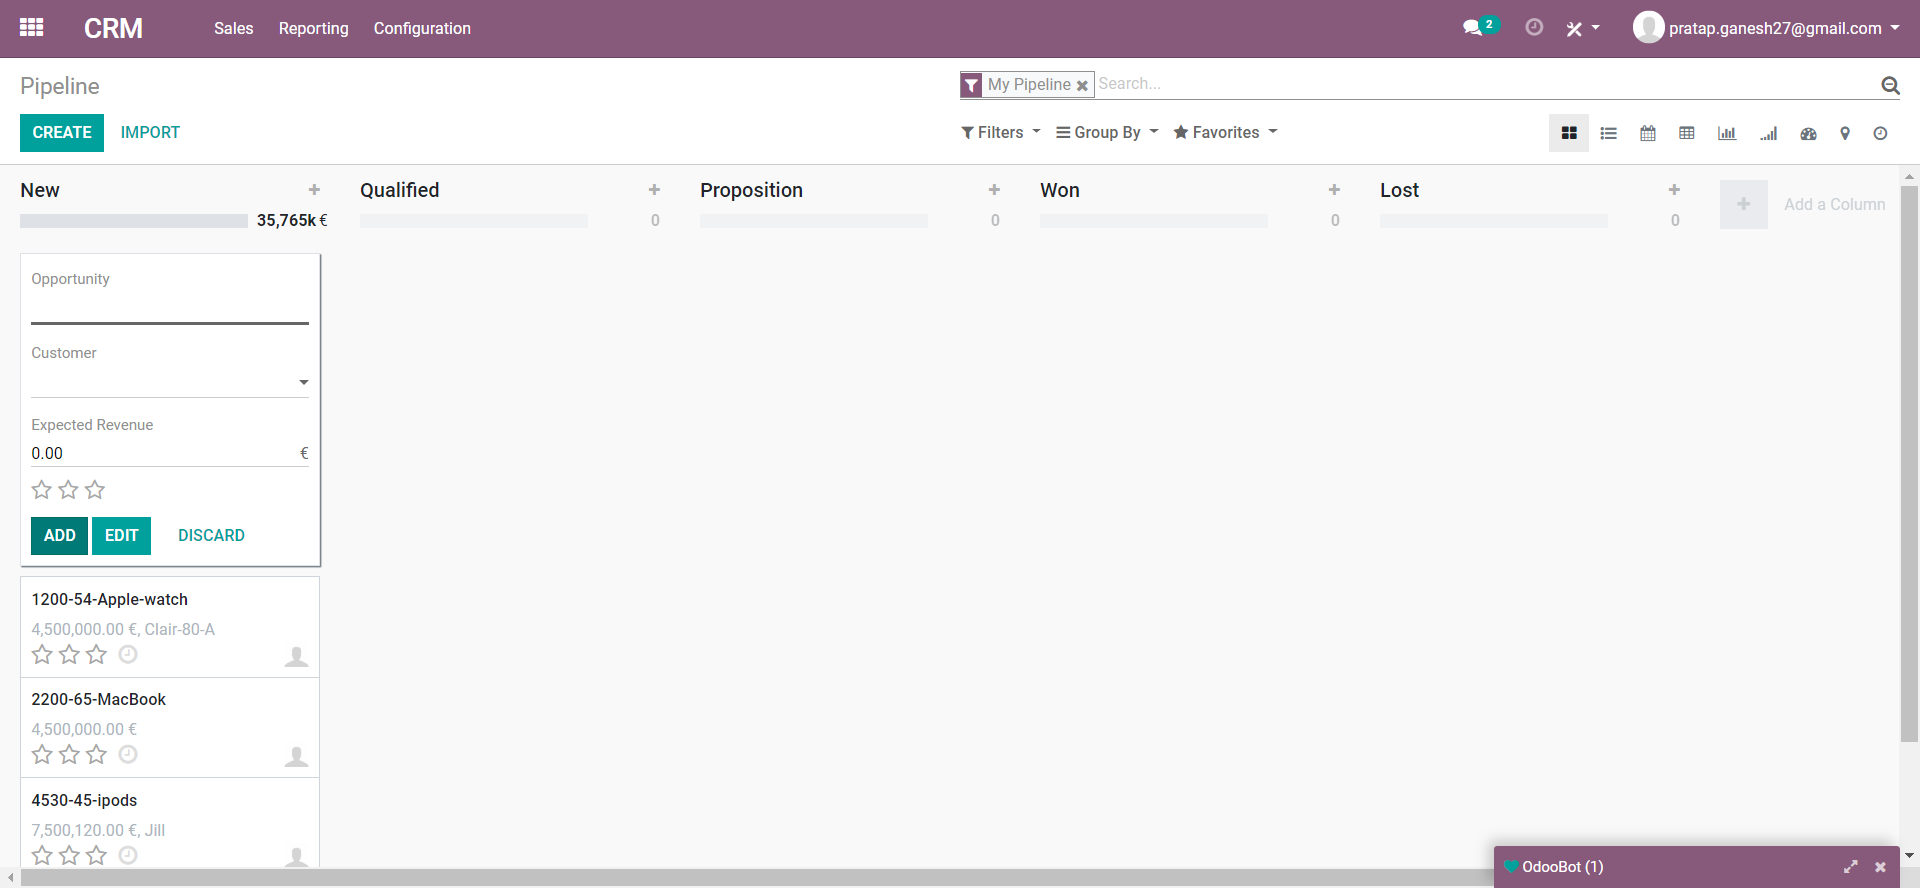 CRM
Sales
Reporting
Configuration
2
pratap.ganesh27@gmail.com
Pipeline
My Pipeline
Search...
CREATE
IMPORT
Filters
Group By
Favorites
New
35,765k €
Qualified
0
Proposition
0
Won
0
Lost
0
Add a Column
Opportunity
Customer
Expected Revenue
0.00 €
ADD
EDIT
DISCARD
1200-54-Apple-watch
4,500,000.00 €, Clair-80-A
2200-65-MacBook
4,500,000.00 €
4530-45-ipods
7,500,120.00 €, Jill
OdooBot (1)